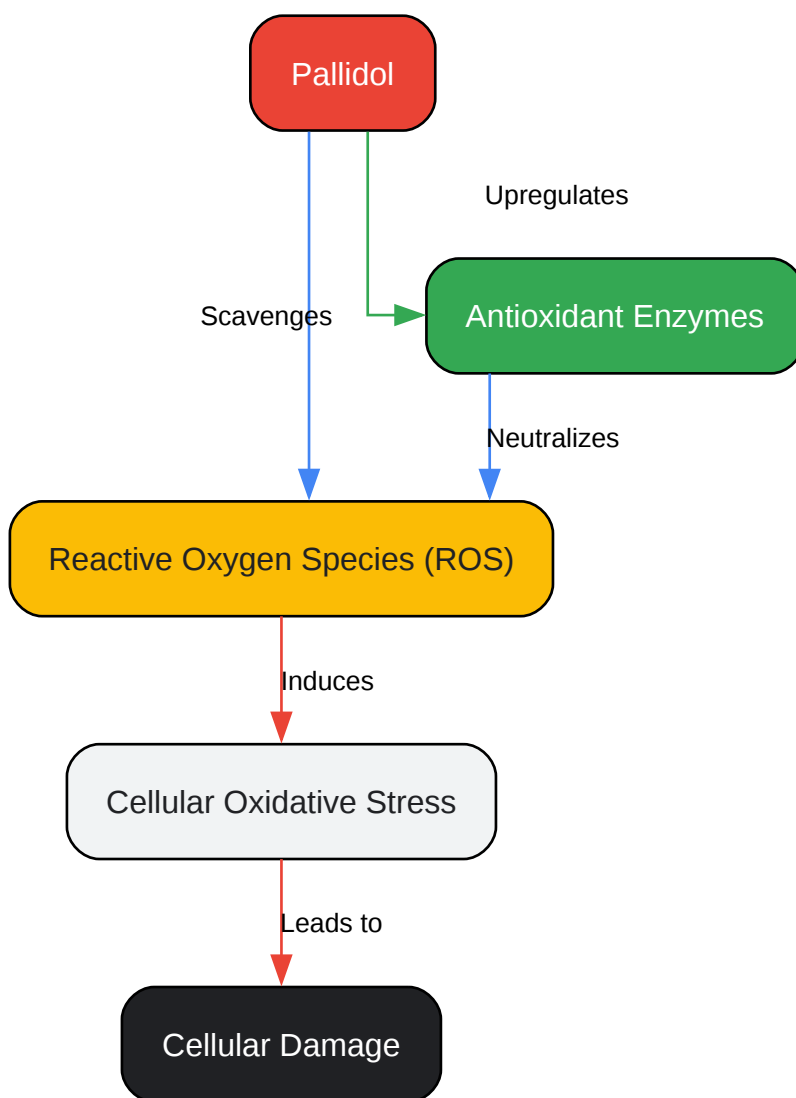 Pallidol
Upregulates
Scavenges
Antioxidant Enzymes
Neutralizes
Reactive Oxygen Species (ROS)
Induces
Cellular Oxidative Stress
Leads to
Cellular Damage